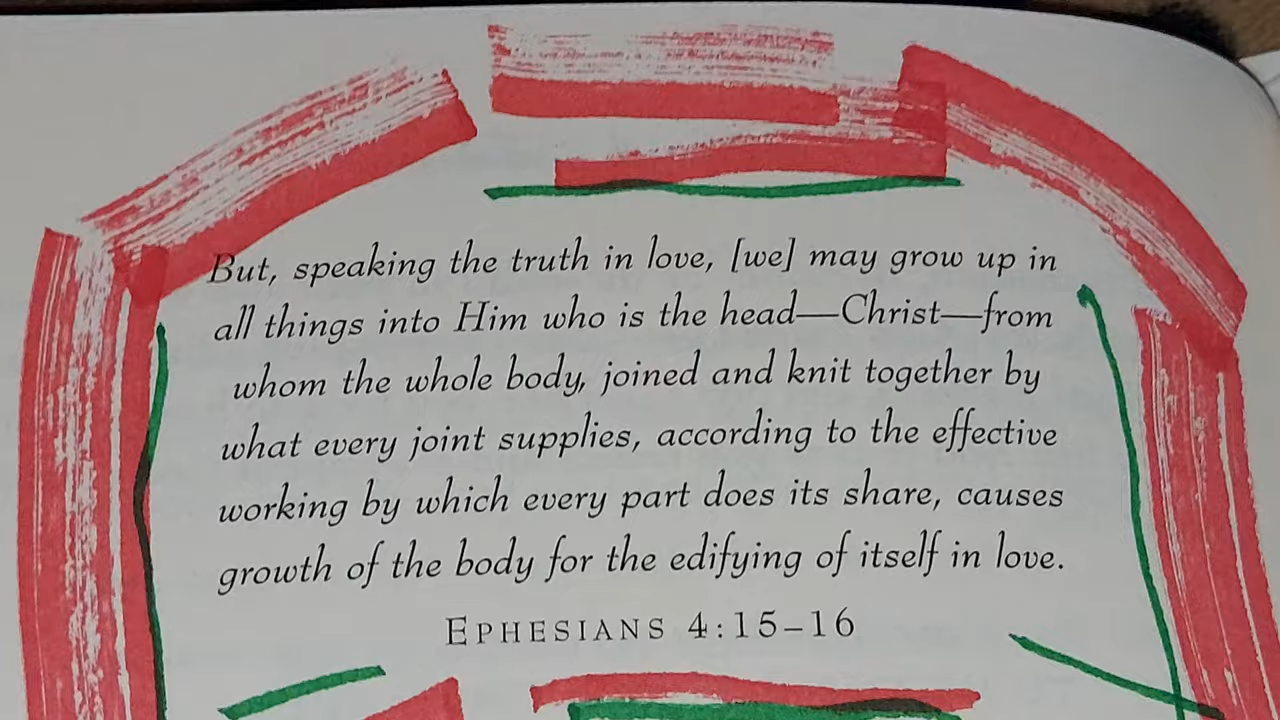 But, speaking the truth in love, [we] may grow up in
all things into Him who is the head—Christ—from
whom the whole body, joined and knit together by
what every joint supplies, according to the effective
working by which every part does its share, causes
growth of the body for the edifying of itself in love.
EPHESIANS 4:15–16